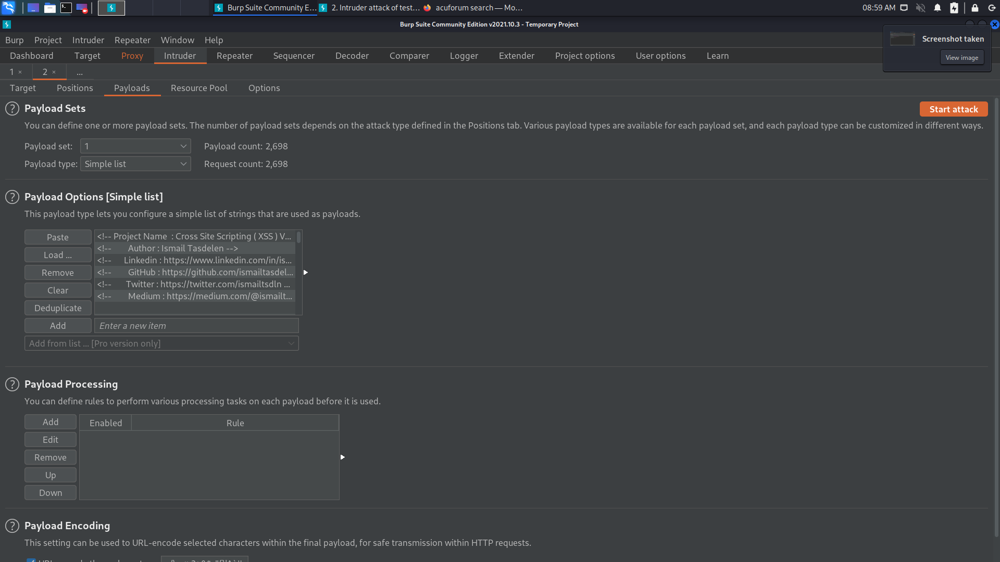 Burp Suite Community E...
2. Intruder attack of test...
acuforum search — Mo...
08:59 AM
Burp Suite Community Edition v2021.10.3 - Temporary Project
Burp Project Intruder Repeater Window Help
Screenshot taken
View image
Dashboard Target Proxy Intruder Repeater Sequencer Decoder Comparer Logger Extender Project options User options Learn
1 × 2 × ...
Target Positions Payloads Resource Pool Options
? Payload Sets
Start attack
You can define one or more payload sets. The number of payload sets depends on the attack type defined in the Positions tab. Various payload types are available for each payload set, and each payload type can be customized in different ways.
Payload set: 1 Payload count: 2,698
Payload type: Simple list Request count: 2,698
? Payload Options [Simple list]
This payload type lets you configure a simple list of strings that are used as payloads.
Paste
Load ...
Remove
Clear
Deduplicate
<!-- Project Name : Cross Site Scripting ( XSS ) V...
<!-- Author : Ismail Tasdelen -->
<!-- Linkedin : https://www.linkedin.com/in/is...
<!-- GitHub : https://github.com/ismailtasdel...
<!-- Twitter : https://twitter.com/ismailtsdln ...
<!-- Medium : https://medium.com/@ismailt...
Add Enter a new item
Add from list ... [Pro version only]
? Payload Processing
You can define rules to perform various processing tasks on each payload before it is used.
Add
Edit
Remove
Up
Down
Enabled Rule
? Payload Encoding
This setting can be used to URL-encode selected characters within the final payload, for safe transmission within HTTP requests.